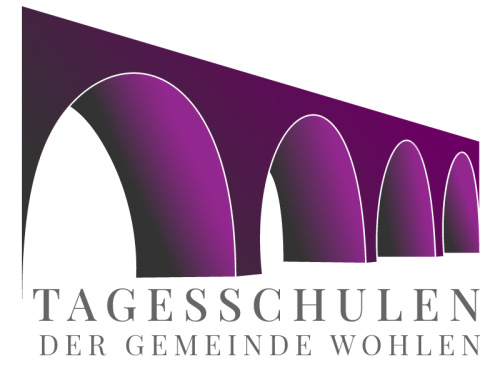 TAGESSCHULEN
DER GEMEINDE WOHLEN